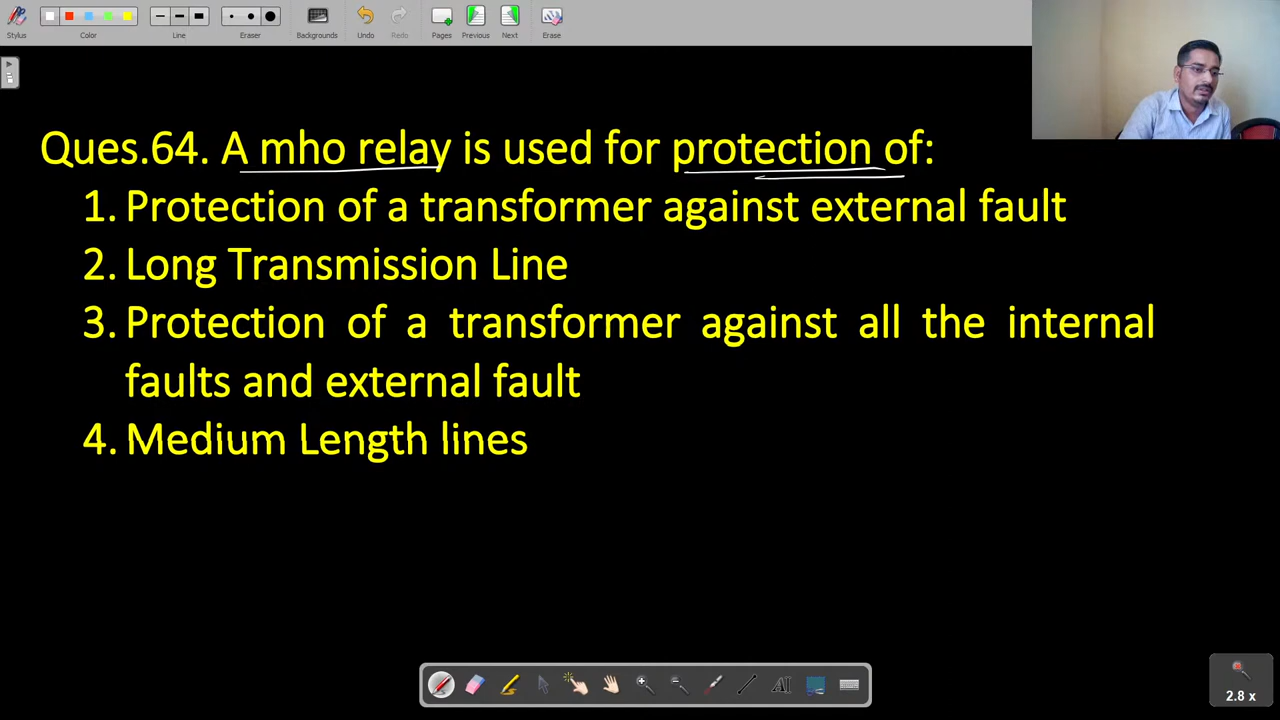 Stylus
Color
Line
Eraser
Backgrounds
Undo
Redo
Pages
Previous
Next
Erase
Ques.64. A mho relay is used for protection of:
1. Protection of a transformer against external fault
2. Long Transmission Line
3. Protection of a transformer against all the internal
faults and external fault
4. Medium Length lines
AI
2.8 x